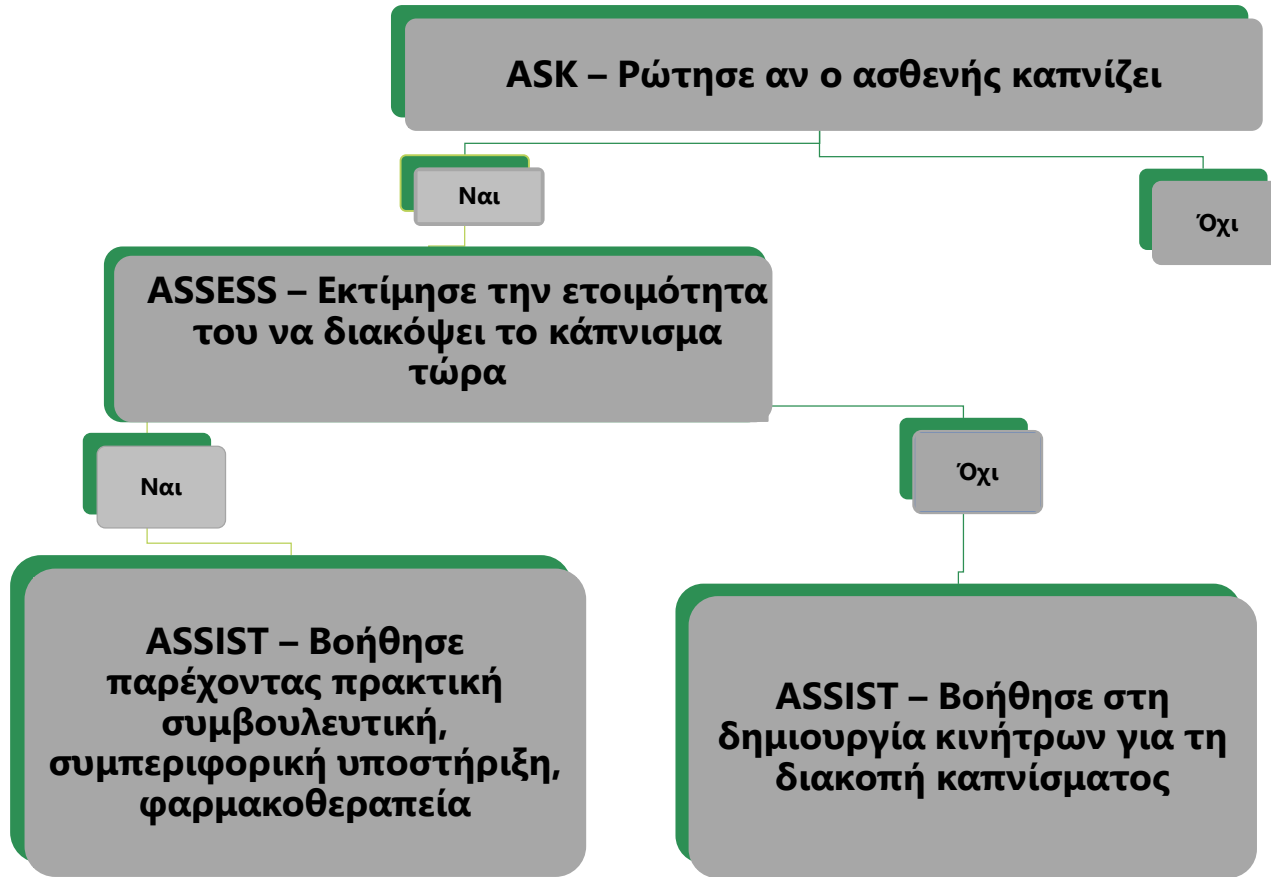 ASK – Ρώτησε αν ο ασθενής καπνίζει
Ναι
Όχι
ASSESS – Εκτίμησε την ετοιμότητα
του να διακόψει το κάπνισμα
τώρα
Ναι
Όχι
ASSIST – Βοήθησε
παρέχοντας πρακτική
συμβουλευτική,
συμπεριφορική υποστήριξη,
φαρμακοθεραπεία
ASSIST – Βοήθησε στη
δημιουργία κινήτρων για τη
διακοπή καπνίσματος